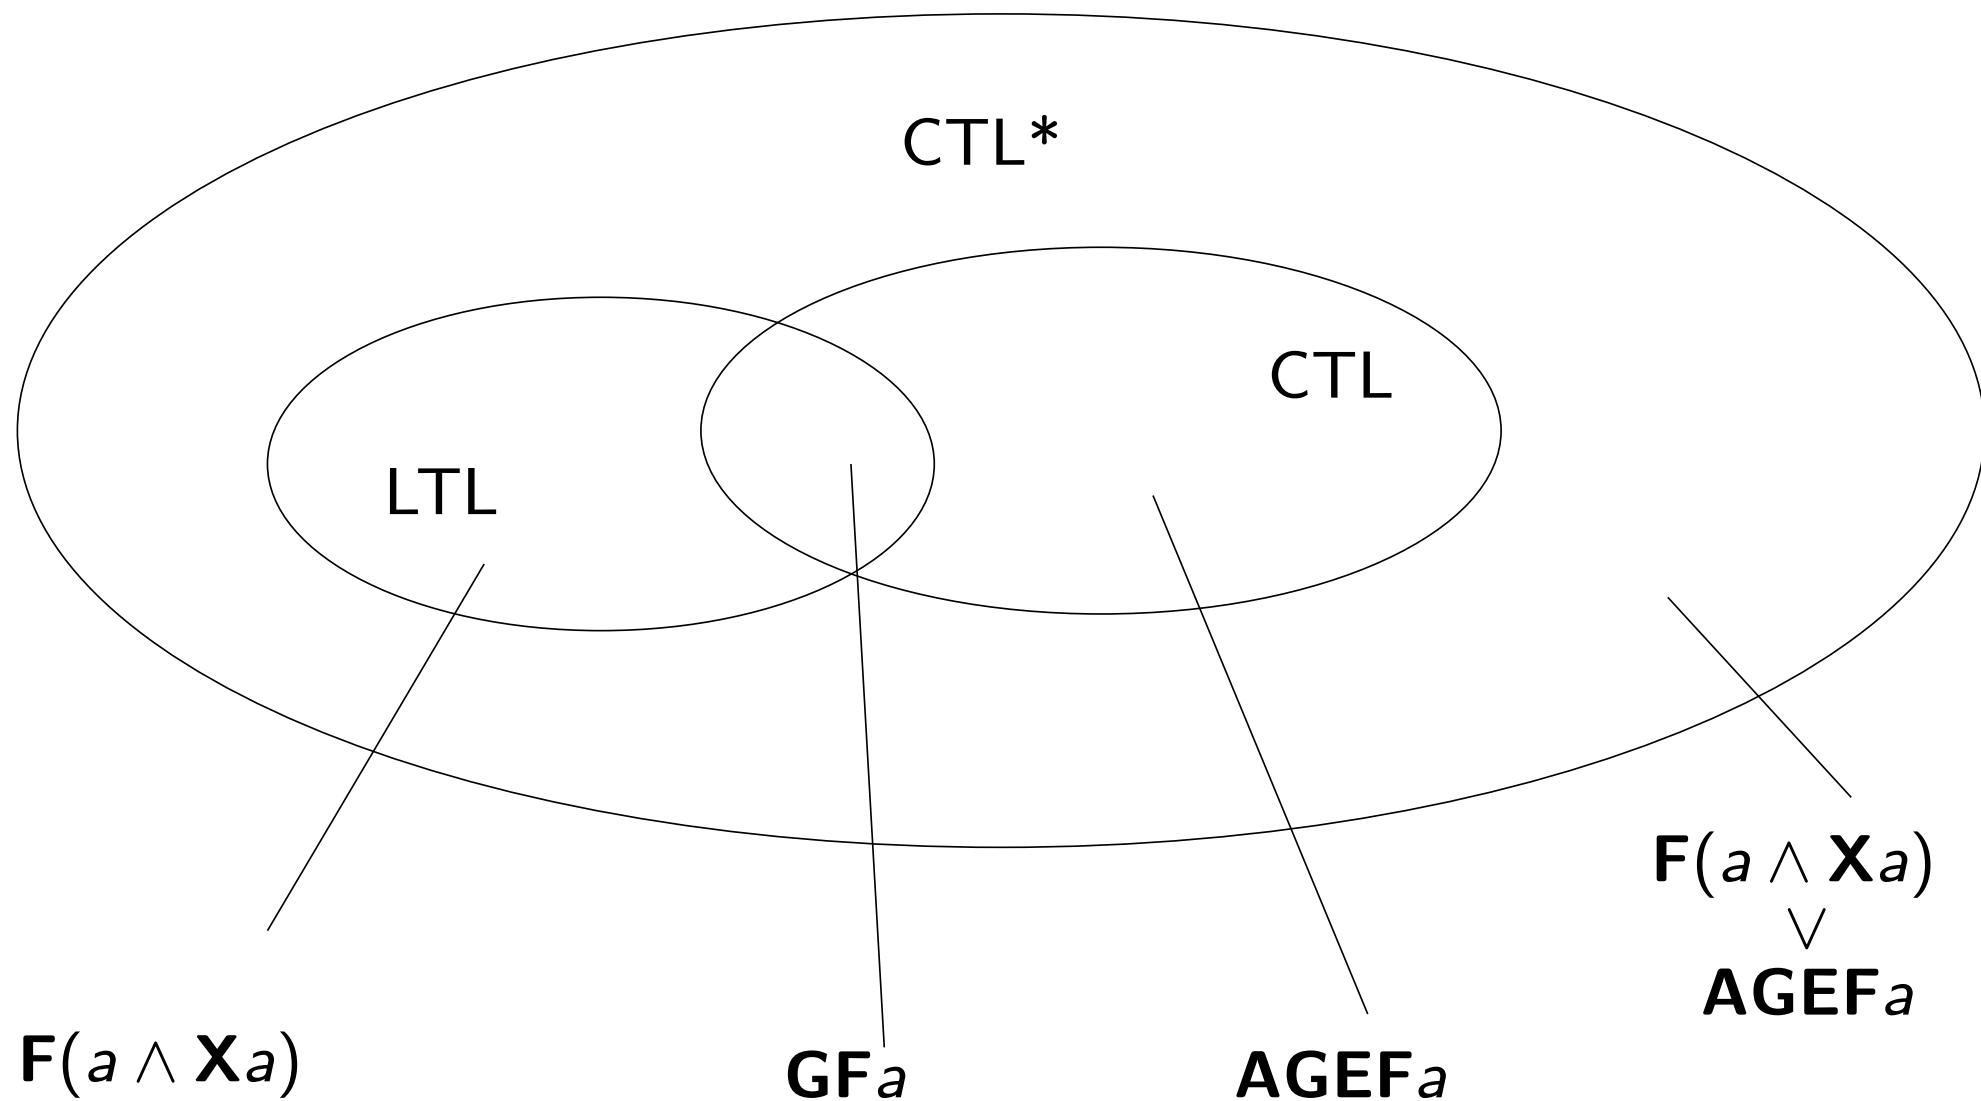 CTL*
CTL
LTL
F(a ∧ Xa)
∨
AGEFa
F(a ∧ Xa)
GFa
AGEFa